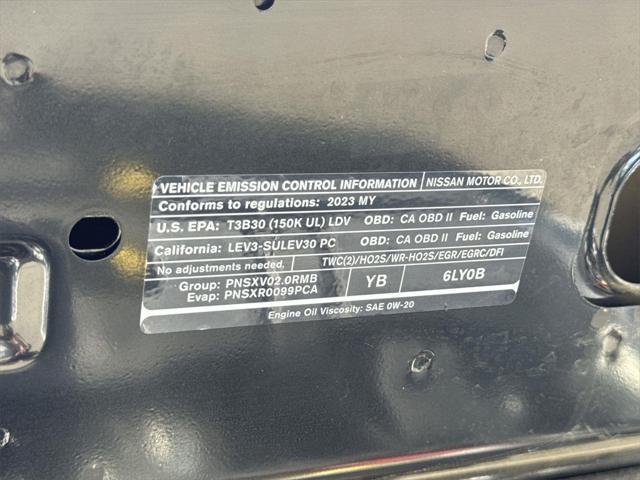 VEHICLE EMISSION CONTROL INFORMATION NISSAN MOTOR CO., LTD.
Conforms to regulations: 2023 MY
U.S. EPA: T3B30 (150K UL) LDV OBD: CA OBD II Fuel: Gasoline
California: LEV3-SULEV30 PC OBD: CA OBD II Fuel: Gasoline
No adjustments needed. TWC(2)/HO2S/WR-HO2S/EGR/EGRC/DFI
Group: PNSXV02.0RMB YB 6LY0B
Evap: PNSXR0099PCA
Engine Oil Viscosity: SAE 0W-20